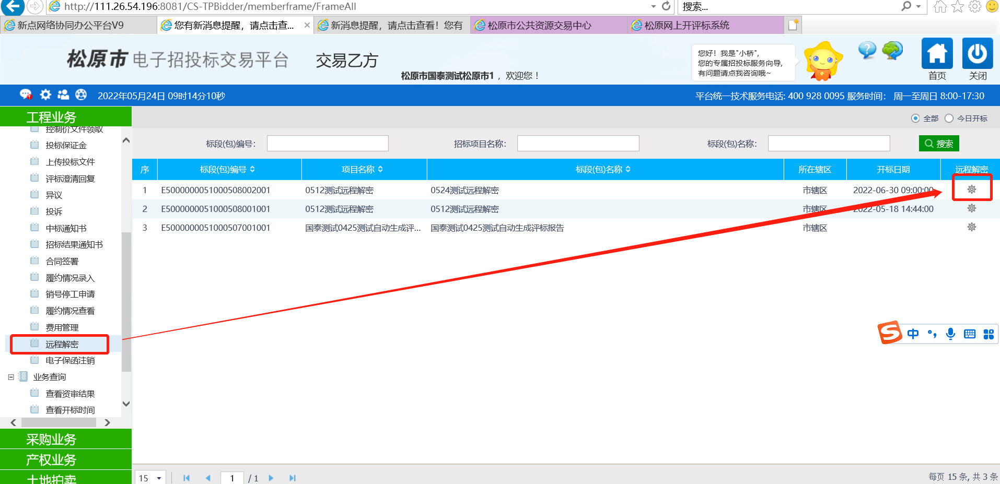 http://111.26.54.196:8081/CS-TPBidder/memberframe/FrameAll
搜索...
新点网络协同办公平台V9
您有新消息提醒，请点击查...
新消息提醒，请点击查看！您有
松原市公共资源交易中心
松原网上开评标系统
松原市 电子招投标交易平台 交易乙方
松原市国泰测试松原市1 ，欢迎您！
您好！我是"小桥",
您的专属招投标服务向导,
有问题请点我咨询哦~
首页
关闭
2022年05月24日 09时14分10秒
平台统一技术服务电话: 400 928 0095 服务时间： 周一至周日 8:00-17:30
工程业务
控制价文件领取
投标保证金
上传投标文件
评标澄清回复
异议
投诉
中标通知书
招标结果通知书
合同签署
履约情况录入
销号停工申请
履约情况查看
费用管理
远程解密
电子保函注销
业务查询
查看资审结果
查看开标时间
采购业务
产权业务
土地拍卖
全部 今日开标
标段(包)编号： 招标项目名称： 标段(包)名称： 搜索
序 标段(包)编号 项目名称 标段(包)名称 所在辖区 开标日期 远程解密
1 E5000000051000508002001 0512测试远程解密 0524测试远程解密 市辖区 2022-06-30 09:00:00
2 E5000000051000508001001 0512测试远程解密 0512测试远程解密 市辖区 2022-05-18 14:44:00
3 E5000000051000507001001 国泰测试0425测试自动生成评... 国泰测试0425测试自动生成评标报告 市辖区
中
15 1 / 1
每页 15 条, 共 3 条